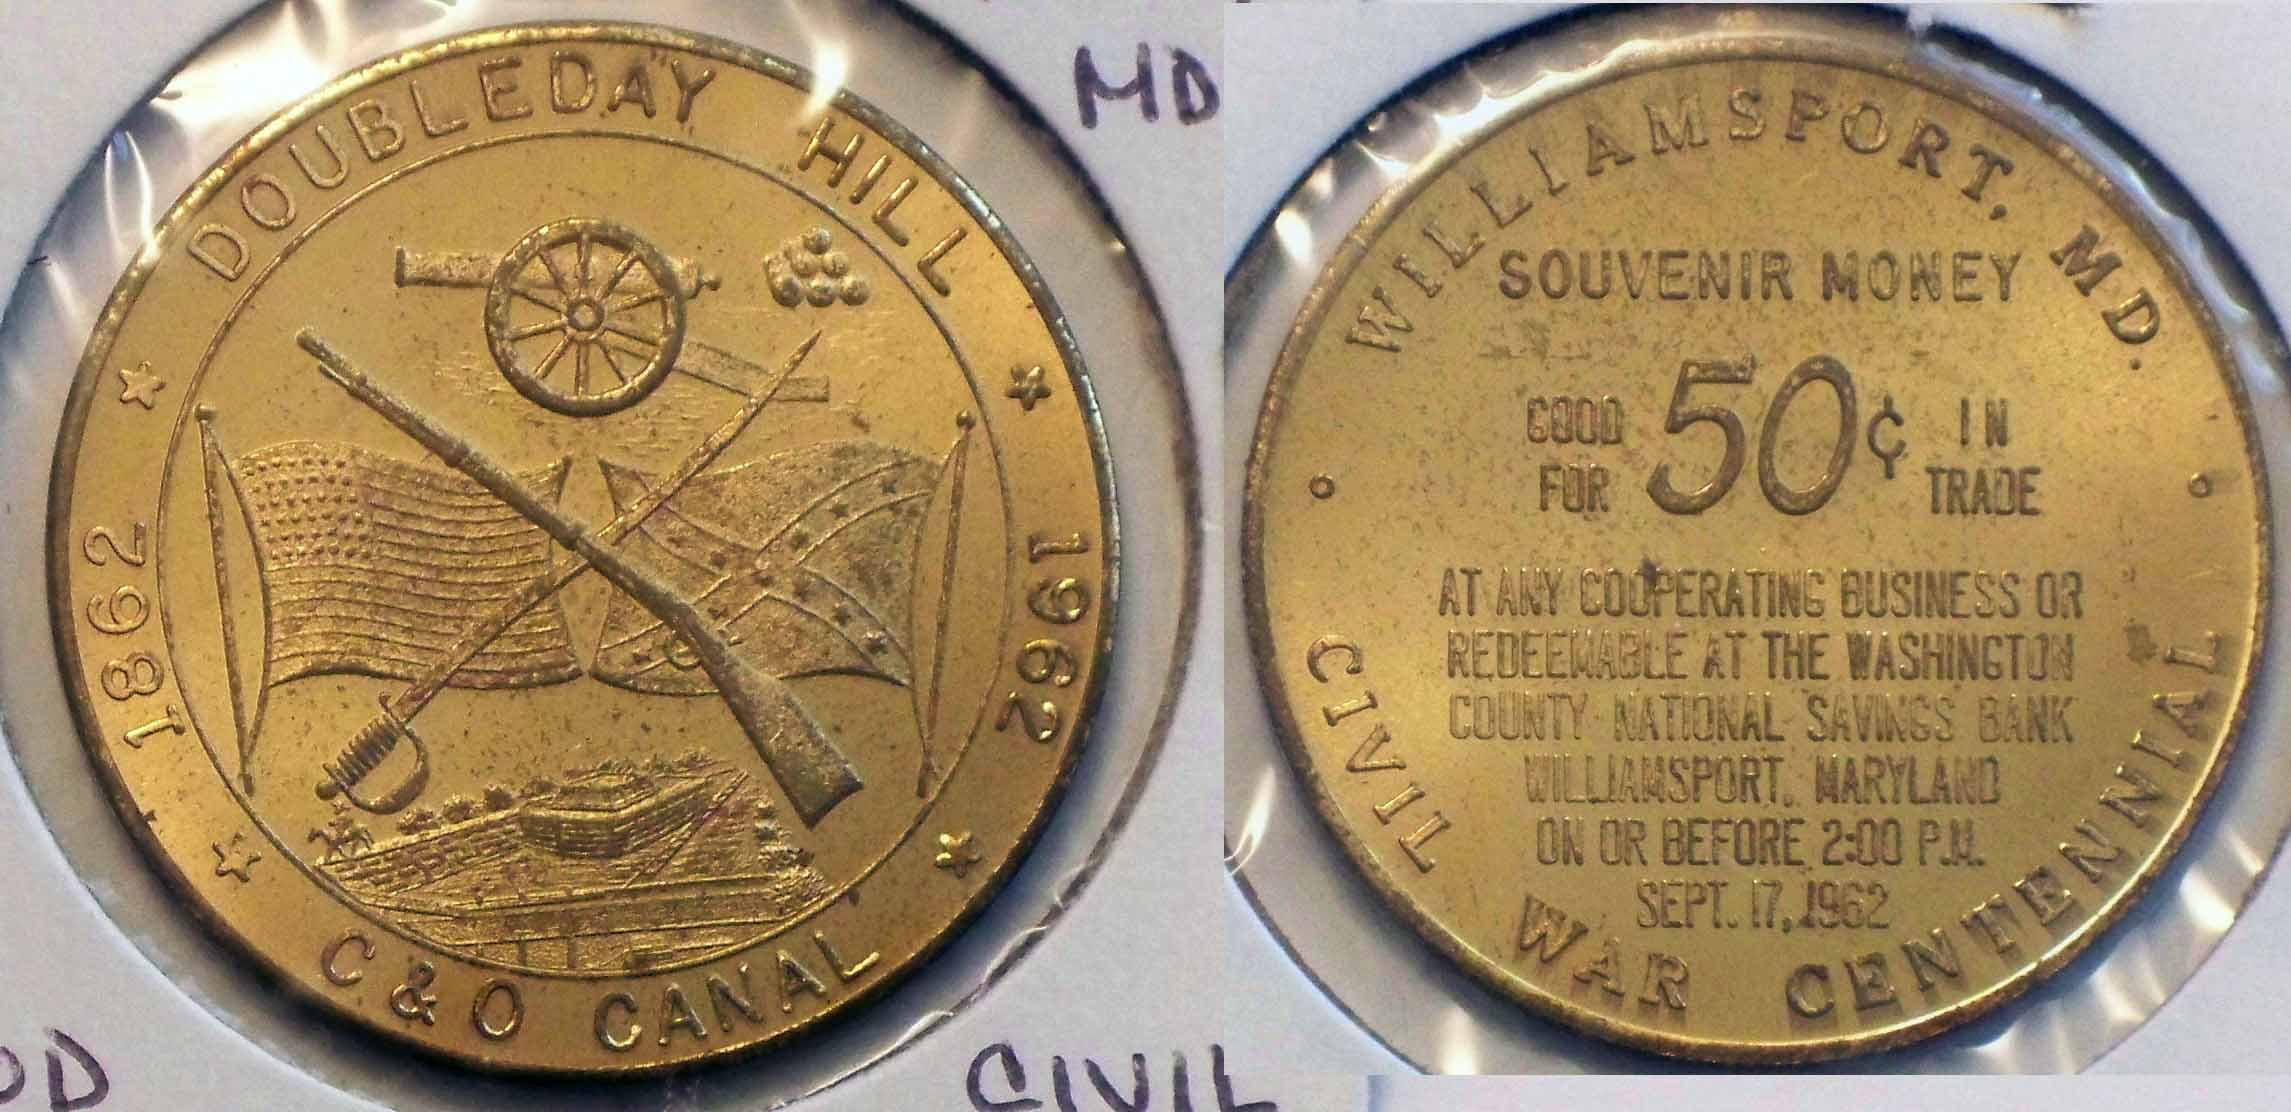 MD
DOUBLEDAY HILL
1862
1962
C & O CANAL
CIVIL
WILLIAMSPORT, MD.
SOUVENIR MONEY
GOOD FOR 50¢ IN TRADE
AT ANY COOPERATING BUSINESS OR
REDEEMABLE AT THE WASHINGTON
COUNTY NATIONAL SAVINGS BANK
WILLIAMSPORT, MARYLAND
ON OR BEFORE 2:00 P.M.
SEPT. 17, 1962
CIVIL WAR CENTENNIAL